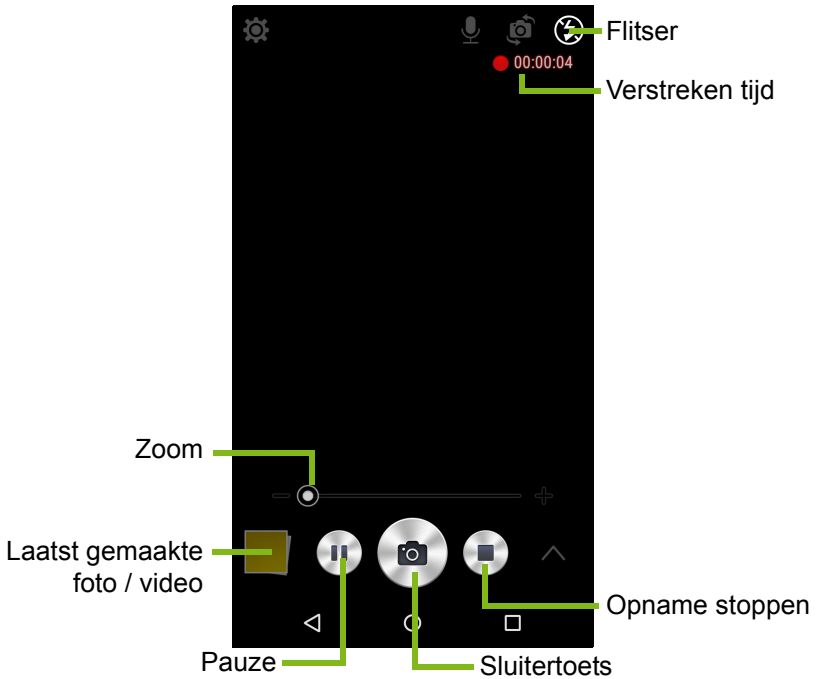 Flitser
00:00:04
Verstreken tijd
Zoom
Laatst gemaakte
foto / video
Opname stoppen
Pauze
Sluitertoets